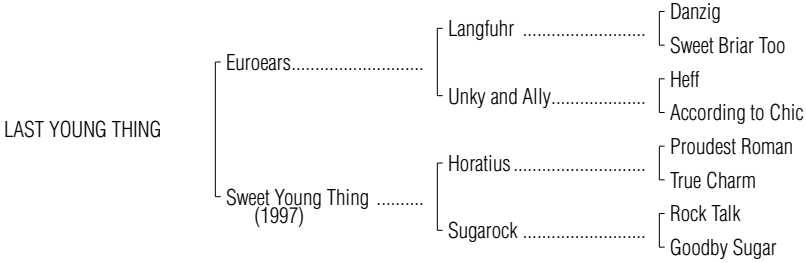 Danzig
Langfuhr ..........................
Sweet Briar Too
Euroears............................
Heff
Unky and Ally....................
According to Chic
LAST YOUNG THING
Proudest Roman
Horatius ............................
True Charm
Sweet Young Thing ..........
(1997)
Rock Talk
Sugarock ..........................
Goodby Sugar